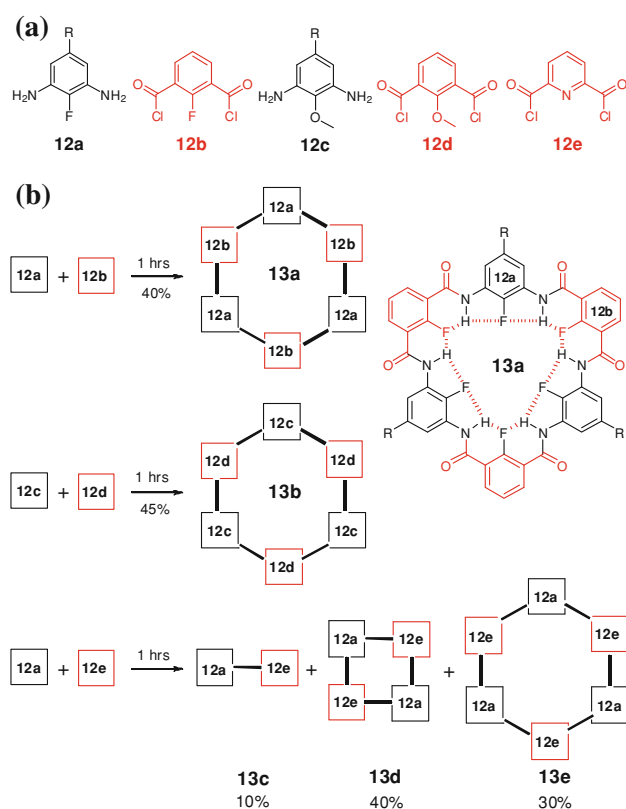 (a)
R R
O O O O O O
H₂N NH₂ F H₂N NH₂ O N
F Cl Cl O Cl O Cl Cl Cl
12a 12b 12c 12d 12e
(b)
12a + 12b 1 hrs 40%
12a
12b 12b
13a
12a 12a
12b
R
O 12a O
N N 12b
H F H
F F
H H
O N 13a N O
F F
R H F H R
N N
O O
12c + 12d 1 hrs 45%
12c
12d 12d
13b
12c 12c
12d
12a + 12e 1 hrs
12a 12e +
12a 12e
12e 12a
+
12a
12e 12e
12a 12a
12e
13c 13d 13e
10% 40% 30%